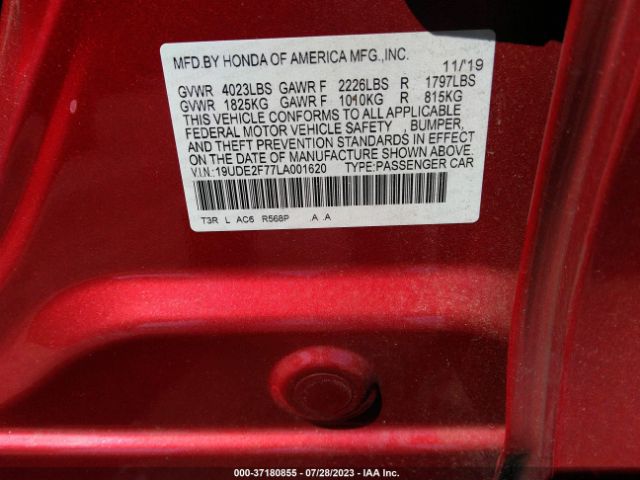 MFD.BY HONDA OF AMERICA MFG.,INC. 11/'19
GVWR 4023LBS GAWR F 2226LBS R 1797LBS
GVWR 1825KG GAWR F 1010KG R 815KG
THIS VEHICLE CONFORMS TO ALL APPLICABLE
FEDERAL MOTOR VEHICLE SAFETY , BUMPER,
AND THEFT PREVENTION STANDARDS IN EFFECT
ON THE DATE OF MANUFACTURE SHOWN ABOVE.
V.I.N.:19UDE2F77LA001620 TYPE:PASSENGER CAR
T3R L AC6 R568P .A .A
000-37180855 - 07/28/2023 - IAA Inc.